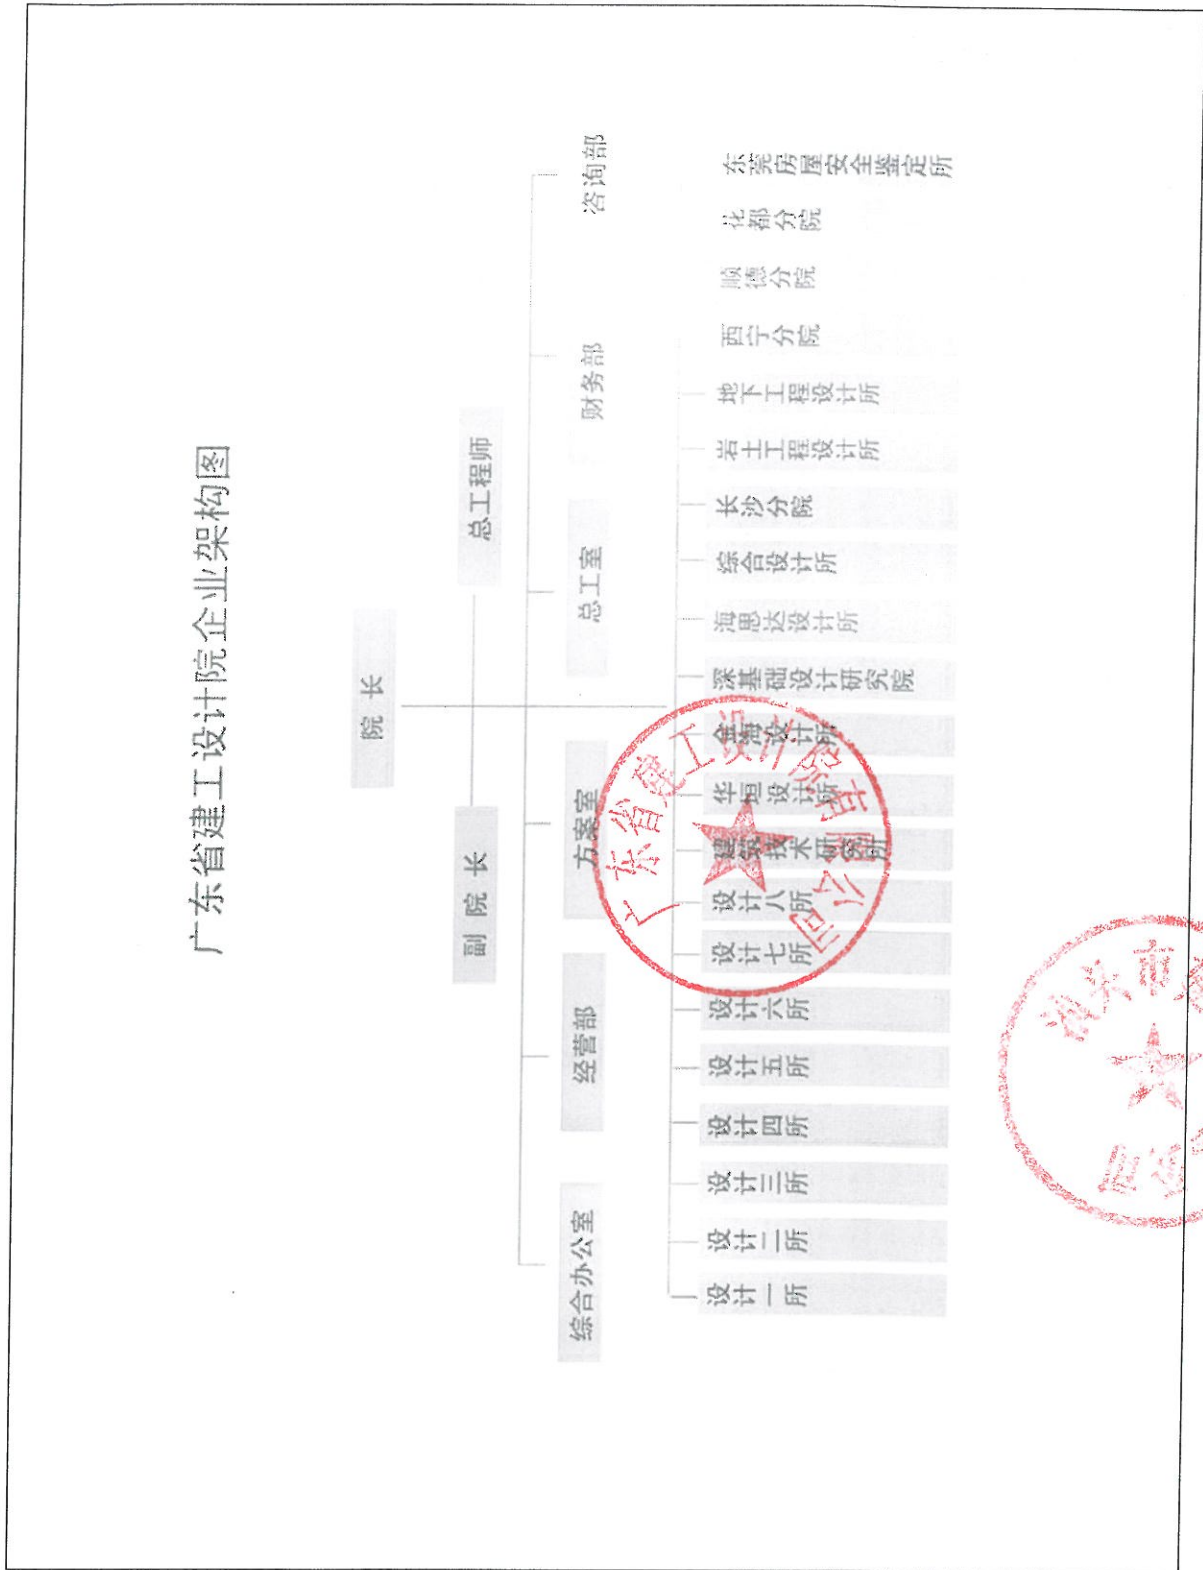 广东省建工设计院企业架构图
院 长
副 院 长
总工程师
综合办公室
经营部
方案室
总工室
财务部
咨询部
设计一所
设计二所
设计三所
设计四所
设计五所
设计六所
设计七所
设计八所
建筑技术研究所
华垣设计所
金海设计所
深基础设计研究院
海思达设计所
综合设计所
长沙分院
岩土工程设计所
地下工程设计所
西宁分院
顺德分院
花都分院
东莞房屋安全鉴定所
广东省建工设计院有限公司